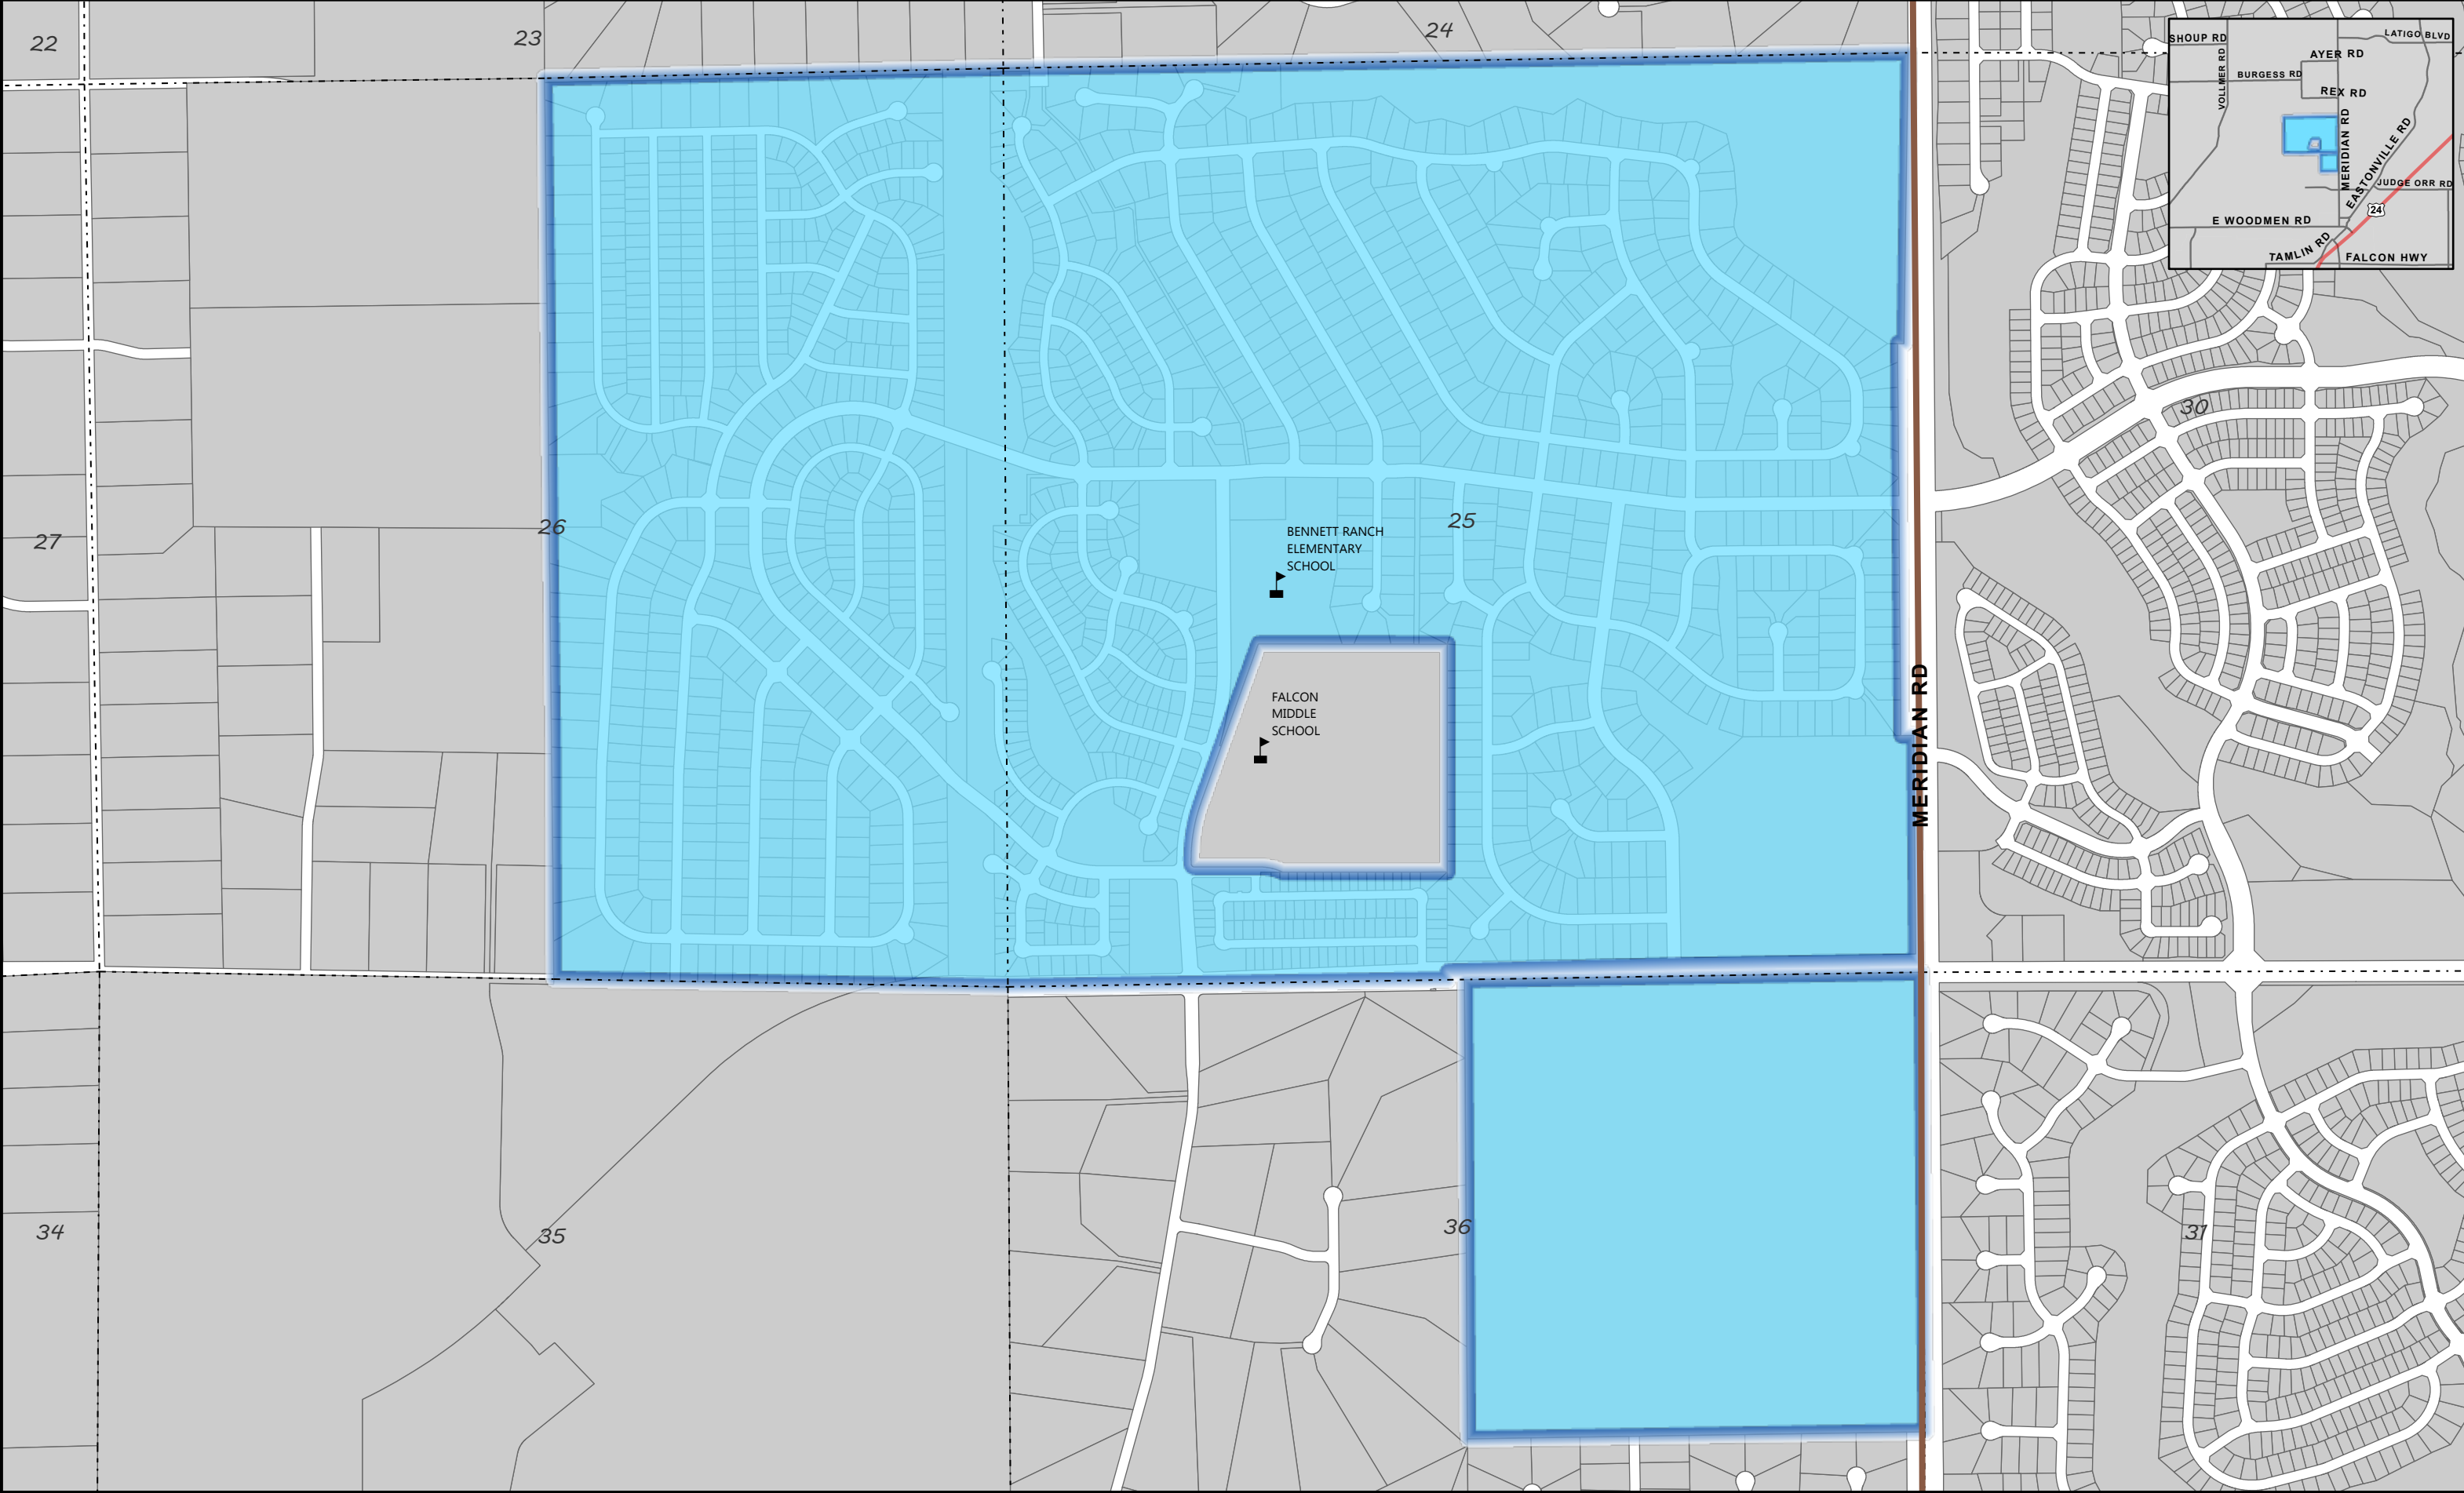 22
23
24
SHOUP RD
LATIGO BLVD
AYER RD
VOLLMER RD
BURGESS RD
REX RD
MERIDIAN RD
EASTONVILLE RD
JUDGE ORR RD
24
E WOODMEN RD
TAMLIN RD
FALCON HWY
30
27
26
25
BENNETT RANCH
ELEMENTARY
SCHOOL
FALCON
MIDDLE
SCHOOL
MERIDIAN RD
34
35
36
31